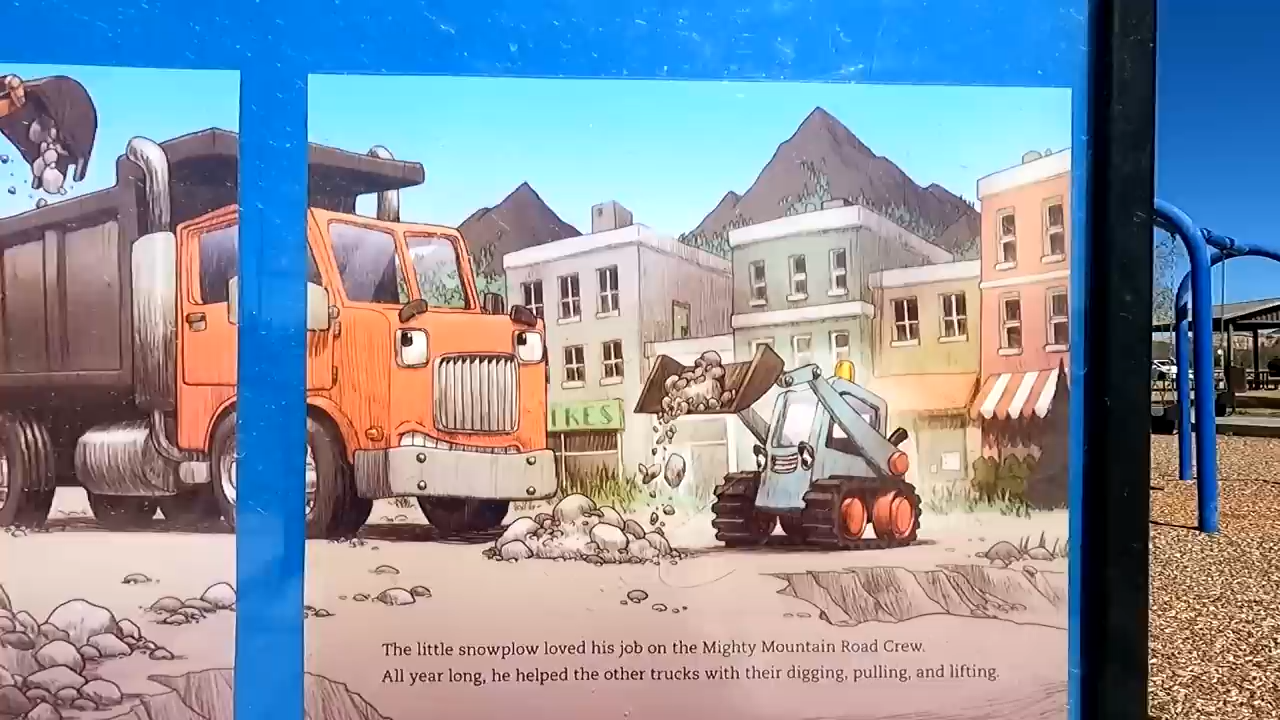 IKES
The little snowplow loved his job on the Mighty Mountain Road Crew.
All year long, he helped the other trucks with their digging, pulling, and lifting.